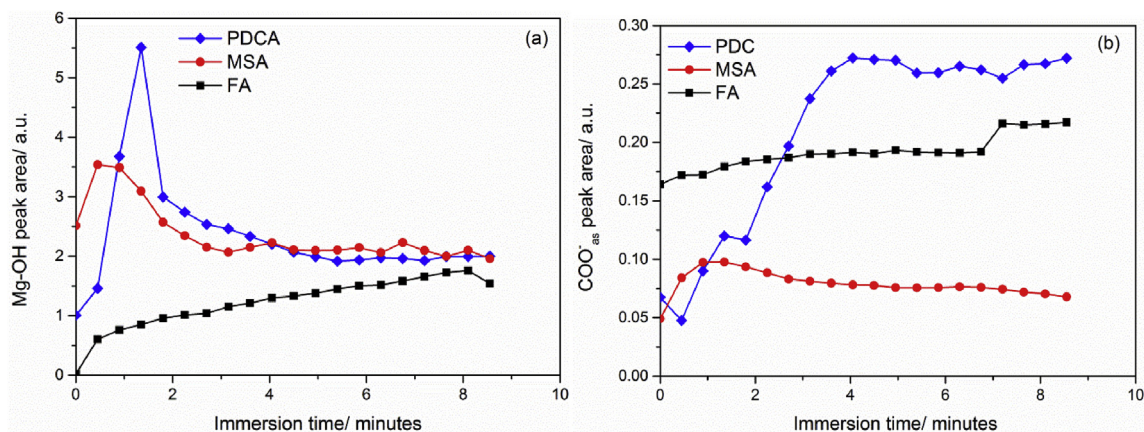 6
5
4
3
2
1
0
0 2 4 6 8 10
Mg-OH peak area/ a.u.
Immersion time/ minutes
PDCA
MSA
FA
(a)
0.30
0.25
0.20
0.15
0.10
0.05
0.00
0 2 4 6 8 10
COO⁻as peak area/ a.u.
Immersion time/ minutes
PDC
MSA
FA
(b)